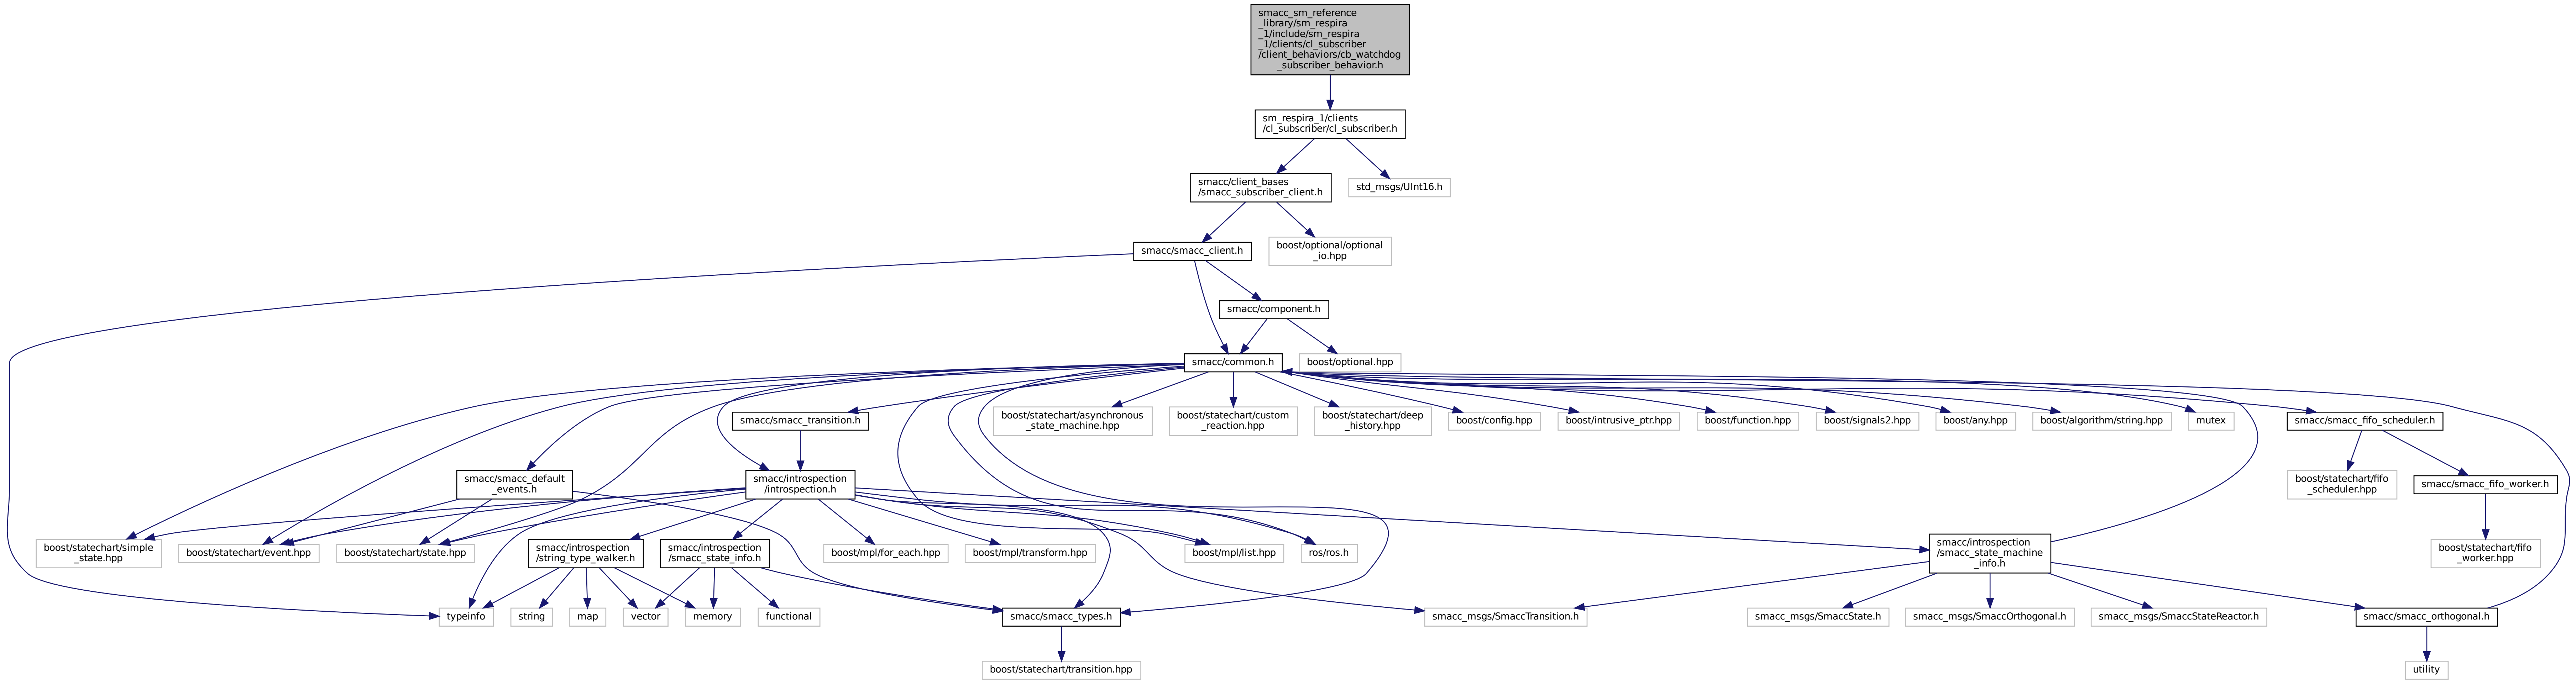 smacc_sm_reference
_library/sm_respira
_1/include/sm_respira
_1/clients/cl_subscriber
/client_behaviors/cb_watchdog
_subscriber_behavior.h
sm_respira_1/clients
/cl_subscriber/cl_subscriber.h
smacc/client_bases
/smacc_subscriber_client.h
std_msgs/UInt16.h
smacc/smacc_client.h
boost/optional/optional
_io.hpp
smacc/component.h
smacc/common.h
boost/optional.hpp
smacc/smacc_transition.h
boost/statechart/asynchronous
_state_machine.hpp
boost/statechart/custom
_reaction.hpp
boost/statechart/deep
_history.hpp
boost/config.hpp
boost/intrusive_ptr.hpp
boost/function.hpp
boost/signals2.hpp
boost/any.hpp
boost/algorithm/string.hpp
mutex
smacc/smacc_fifo_scheduler.h
smacc/smacc_default
_events.h
smacc/introspection
/introspection.h
boost/statechart/fifo
_scheduler.hpp
smacc/smacc_fifo_worker.h
boost/statechart/simple
_state.hpp
boost/statechart/event.hpp
boost/statechart/state.hpp
smacc/introspection
/string_type_walker.h
smacc/introspection
/smacc_state_info.h
boost/mpl/for_each.hpp
boost/mpl/transform.hpp
boost/mpl/list.hpp
ros/ros.h
smacc/introspection
/smacc_state_machine
_info.h
boost/statechart/fifo
_worker.hpp
typeinfo
string
map
vector
memory
functional
smacc/smacc_types.h
smacc_msgs/SmaccTransition.h
smacc_msgs/SmaccState.h
smacc_msgs/SmaccOrthogonal.h
smacc_msgs/SmaccStateReactor.h
smacc/smacc_orthogonal.h
boost/statechart/transition.hpp
utility